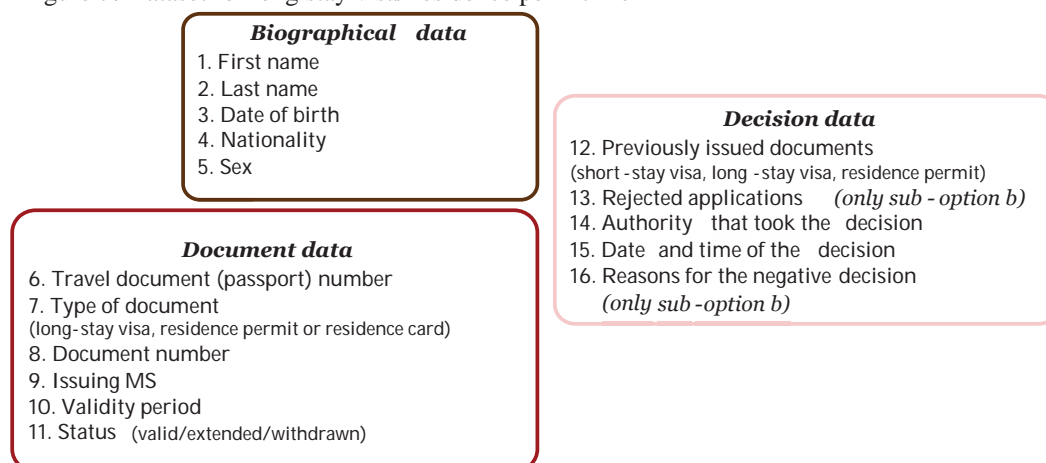 Biographical data
1. First name
2. Last name
3. Date of birth
4. Nationality
5. Sex
Document data
6. Travel document (passport) number
7. Type of document
(long-stay visa, residence permit or residence card)
8. Document number
9. Issuing MS
10. Validity period
11. Status (valid/extended/withdrawn)
Decision data
12. Previously issued documents
(short-stay visa, long-stay visa, residence permit)
13. Rejected applications (only sub-option b)
14. Authority that took the decision
15. Date and time of the decision
16. Reasons for the negative decision
(only sub-option b)